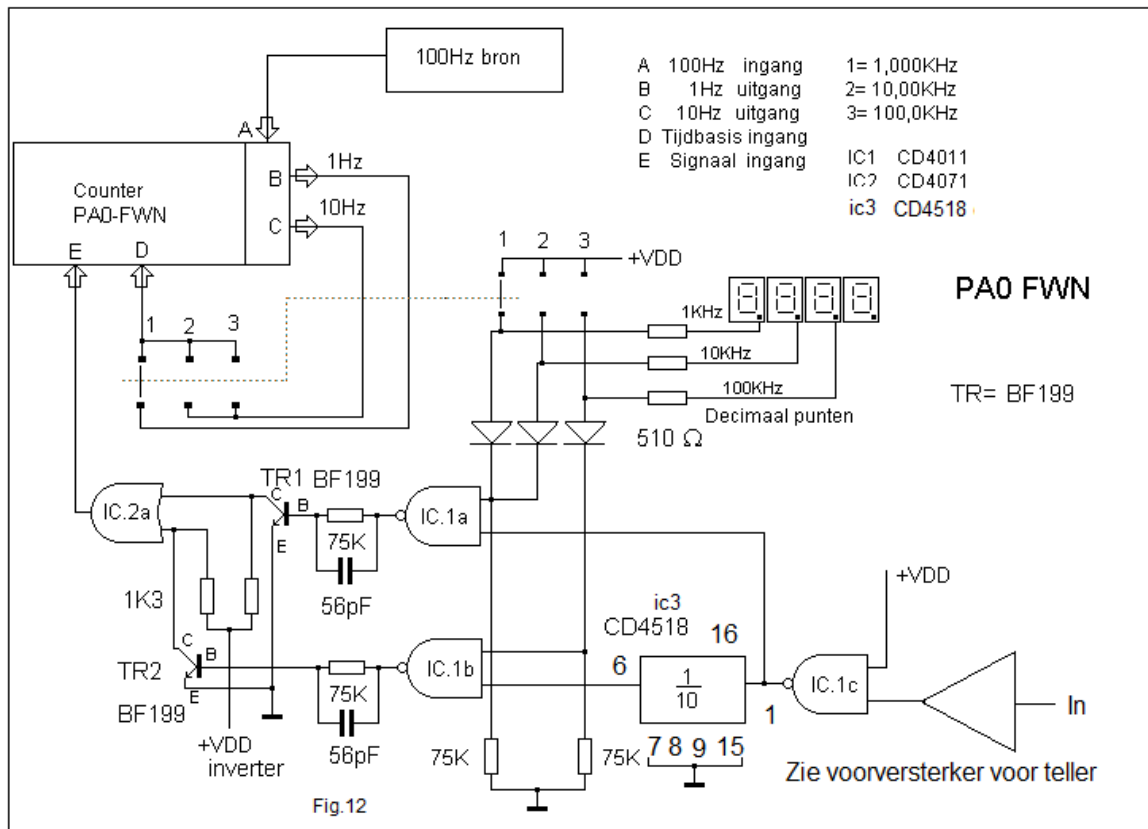 100Hz bron
A 100Hz ingang 1= 1,000KHz
B 1Hz uitgang 2= 10,00KHz
C 10Hz uitgang 3= 100,0KHz
D Tijdbasis ingang
E Signaal ingang
IC1 CD4011
IC2 CD4071
ic3 CD4518
A
Counter
PA0-FWN
B
1Hz
C
10Hz
E D
1 2 3
1 2 3
+VDD
PA0 FWN
1KHz
10KHz
100KHz
Decimaal punten
510 Ω
TR= BF199
TR1 BF199
IC.2a
C
B
E
75K
56pF
IC.1a
1K3
+VDD
ic3
CD4518
16
TR2
BF199
C
B
E
75K
56pF
IC.1b
6
1
10
1
IC.1c
In
+VDD
inverter
75K
75K
7 8 9 15
Zie voorversterker voor teller
Fig.12